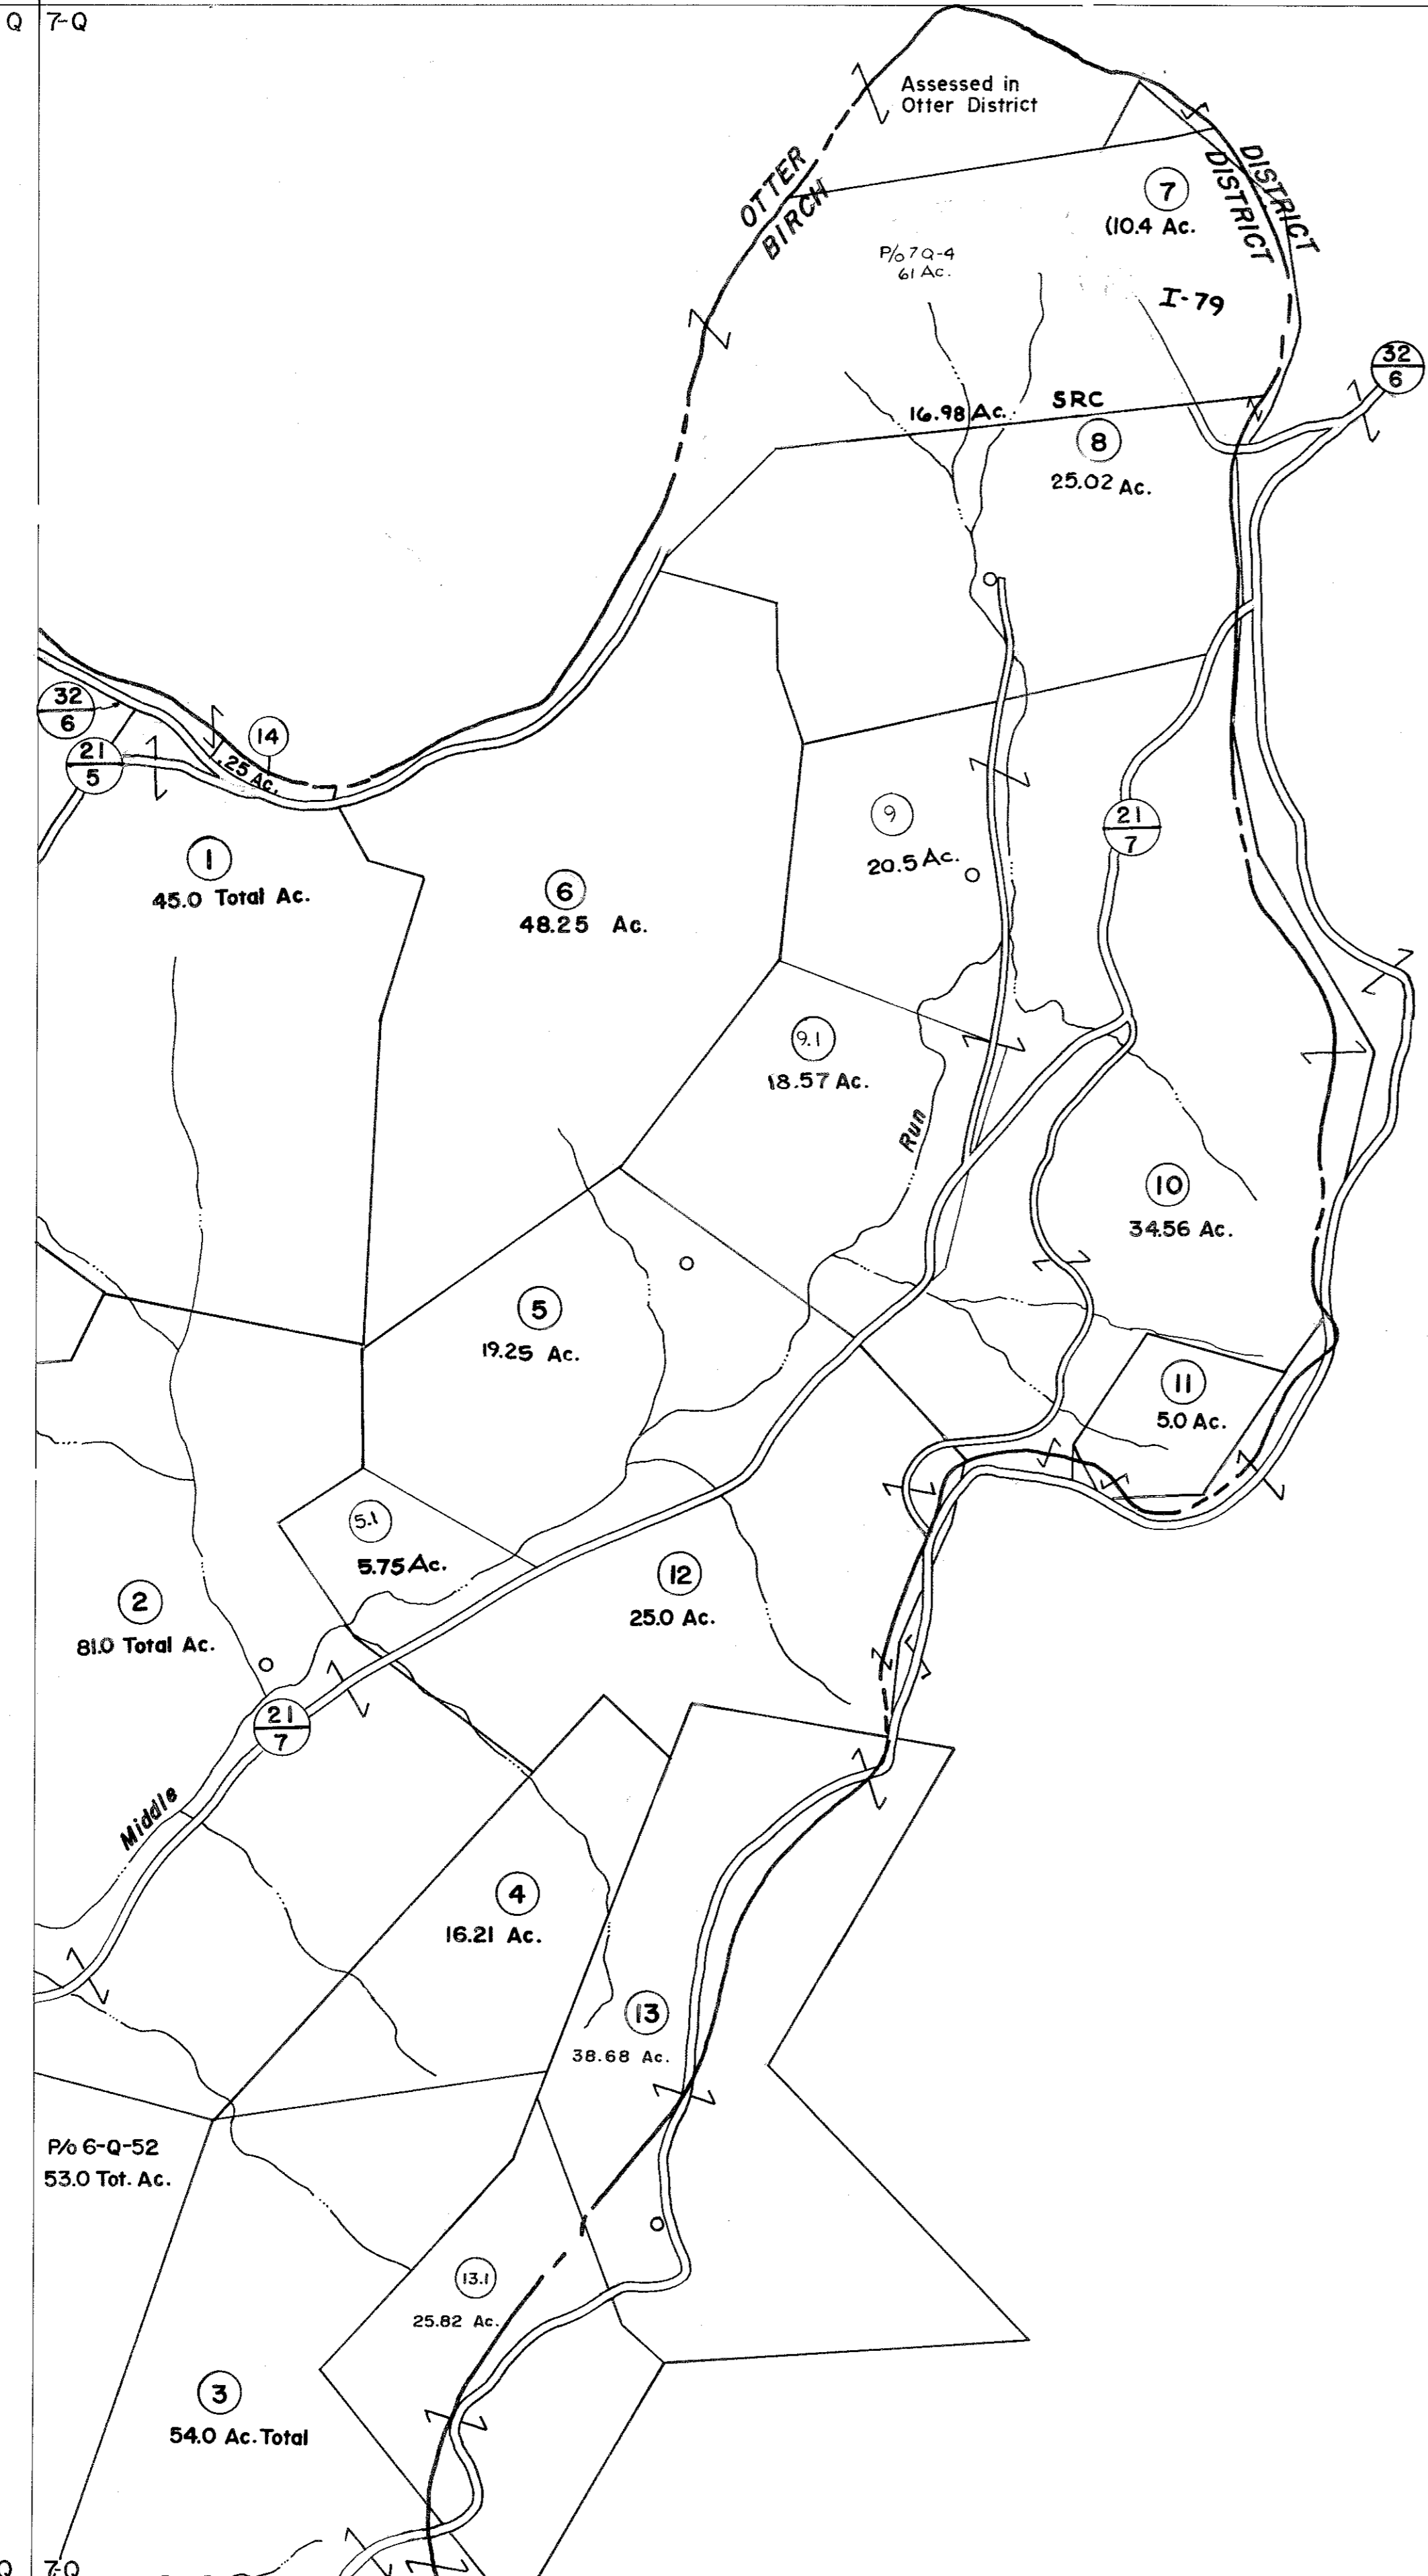 Q 7-Q
Assessed in
Otter District
OTTER
BIRCH
DISTRICT
DISTRICT
7
(10.4 Ac.
P/o 7Q-4
61 Ac.
I-79
32
6
SRC
16.98 Ac.
8
25.02 Ac.
32
6
14
21
5
.25 Ac.
9
20.5 Ac.
21
7
1
45.0 Total Ac.
6
48.25 Ac.
9.1
18.57 Ac.
Run
10
34.56 Ac.
5
19.25 Ac.
11
5.0 Ac.
5.1
5.75 Ac.
12
25.0 Ac.
2
81.0 Total Ac.
21
7
Middle
4
16.21 Ac.
13
38.68 Ac.
P/o 6-Q-52
53.0 Tot. Ac.
13.1
25.82 Ac.
3
54.0 Ac. Total
Q 7-Q